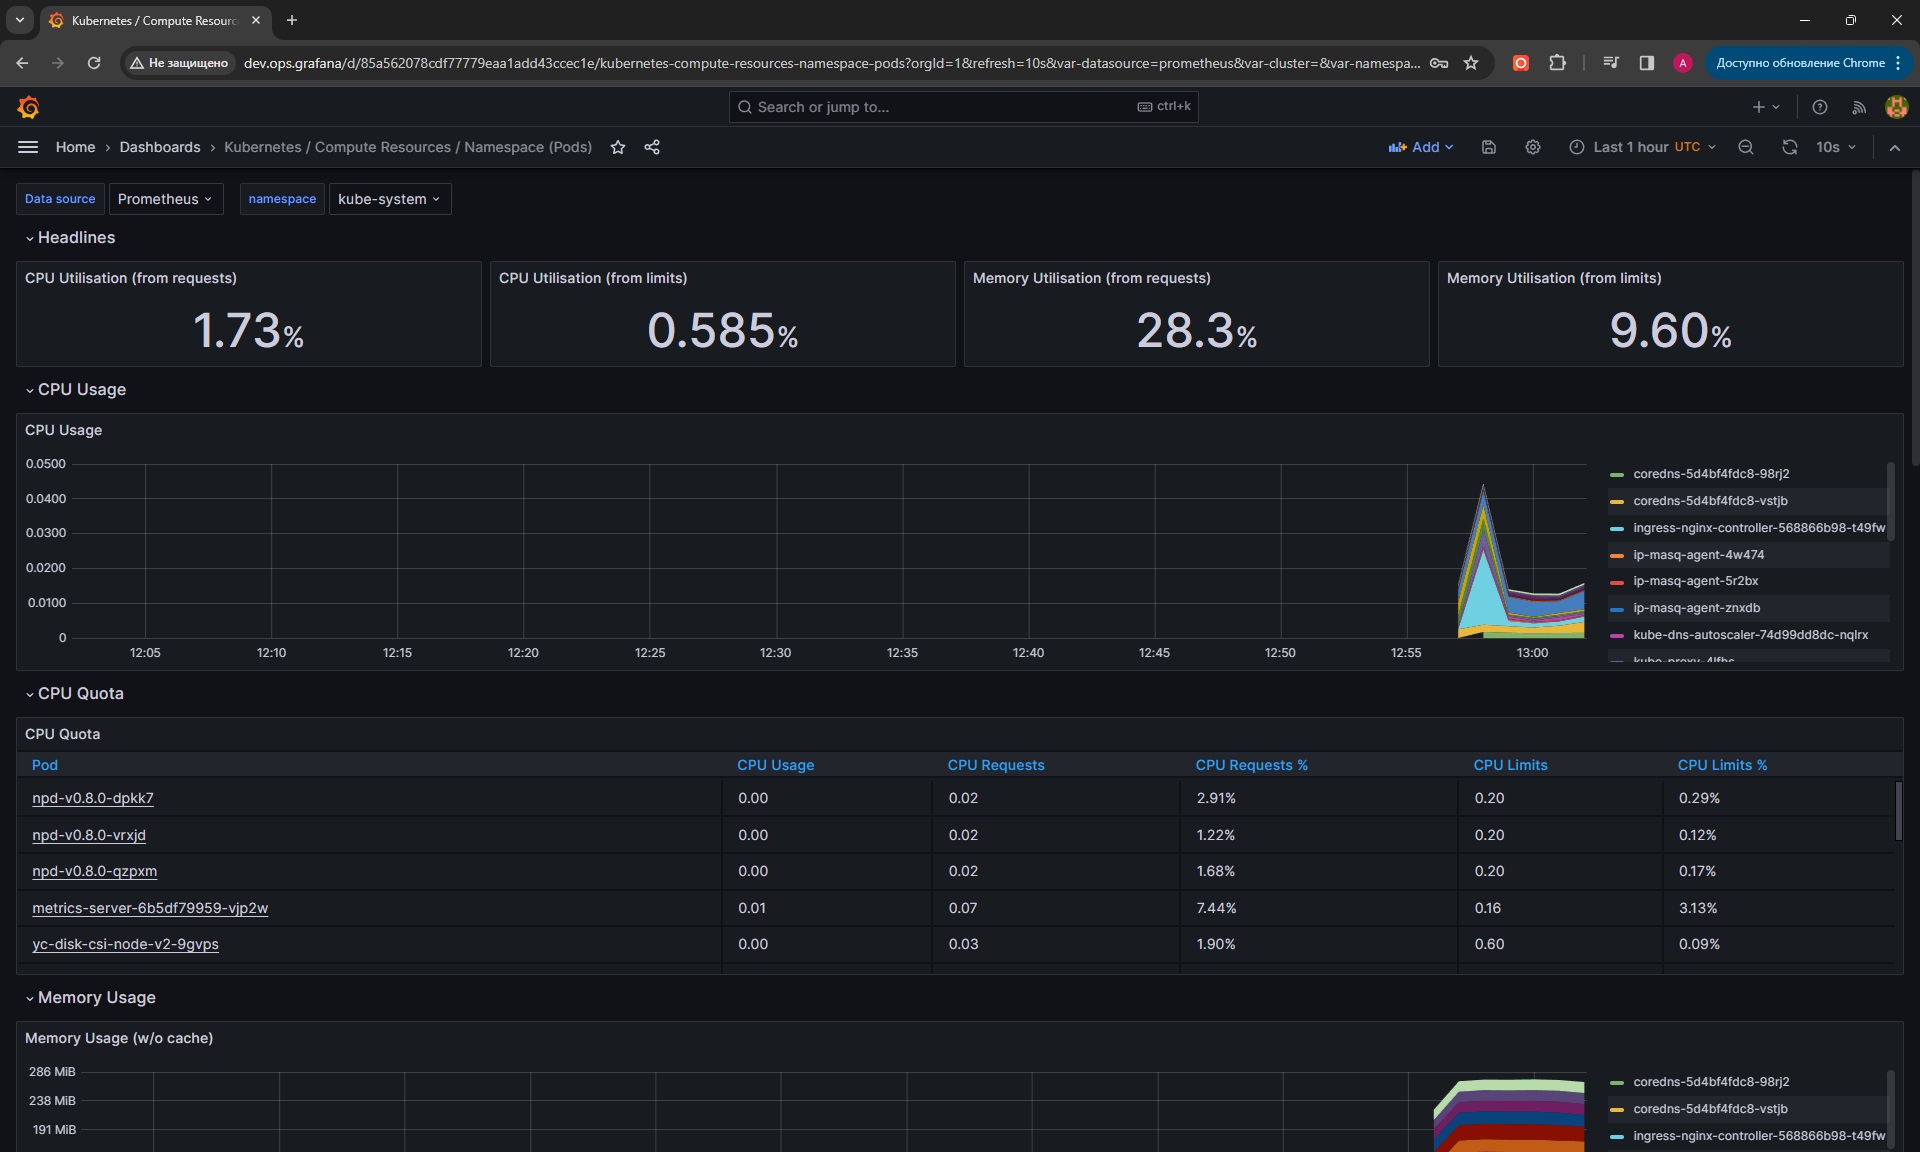 Kubernetes / Compute Resourc
Не защищено
dev.ops.grafana/d/85a562078cdf77779eaa1add43ccec1e/kubernetes-compute-resources-namespace-pods?orgId=1&refresh=10s&var-datasource=prometheus&var-cluster=&var-namespa...
A
Доступно обновление Chrome
Search or jump to...
ctrl+k
Home › Dashboards › Kubernetes / Compute Resources / Namespace (Pods)
Add
Last 1 hour UTC
10s
Data source
Prometheus
namespace
kube-system
Headlines
CPU Utilisation (from requests)
1.73%
CPU Utilisation (from limits)
0.585%
Memory Utilisation (from requests)
28.3%
Memory Utilisation (from limits)
9.60%
CPU Usage
CPU Usage
0.0500
0.0400
0.0300
0.0200
0.0100
0
12:05 12:10 12:15 12:20 12:25 12:30 12:35 12:40 12:45 12:50 12:55 13:00
coredns-5d4bf4fdc8-98rj2
coredns-5d4bf4fdc8-vstjb
ingress-nginx-controller-568866b98-t49fw
ip-masq-agent-4w474
ip-masq-agent-5r2bx
ip-masq-agent-znxdb
kube-dns-autoscaler-74d99dd8dc-nqlrx
kube-proxy-4lfhs
CPU Quota
CPU Quota
Pod CPU Usage CPU Requests CPU Requests % CPU Limits CPU Limits %
npd-v0.8.0-dpkk7 0.00 0.02 2.91% 0.20 0.29%
npd-v0.8.0-vrxjd 0.00 0.02 1.22% 0.20 0.12%
npd-v0.8.0-qzpxm 0.00 0.02 1.68% 0.20 0.17%
metrics-server-6b5df79959-vjp2w 0.01 0.07 7.44% 0.16 3.13%
yc-disk-csi-node-v2-9gvps 0.00 0.03 1.90% 0.60 0.09%
Memory Usage
Memory Usage (w/o cache)
286 MiB
238 MiB
191 MiB
coredns-5d4bf4fdc8-98rj2
coredns-5d4bf4fdc8-vstjb
ingress-nginx-controller-568866b98-t49fw